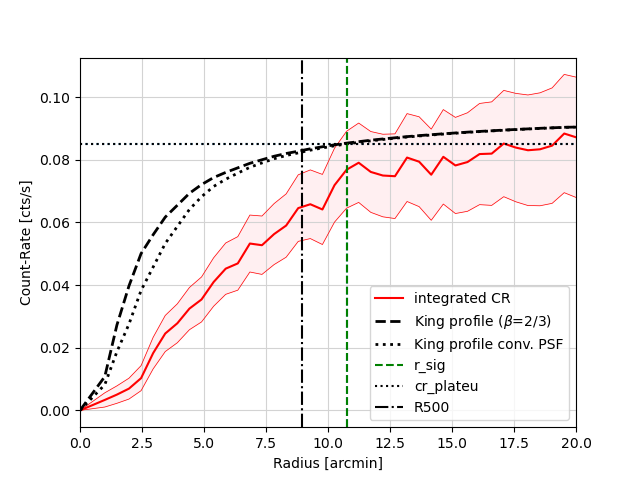 0.10
0.08
0.06
0.04
0.02
0.00
Count-Rate [cts/s]
integrated CR
King profile (β=2/3)
King profile conv. PSF
r_sig
cr_plateu
R500
0.0 2.5 5.0 7.5 10.0 12.5 15.0 17.5 20.0
Radius [arcmin]